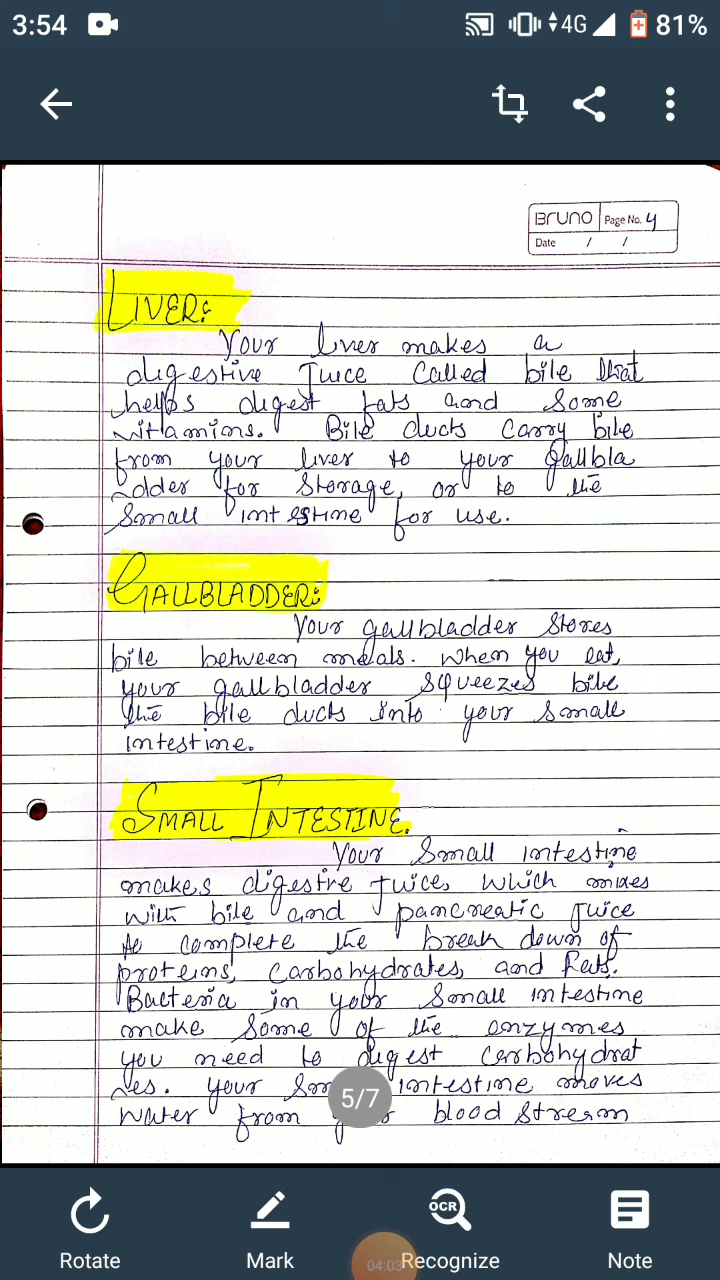 3:54 4G 81%
Bruno Page No. 4
Date / /
LIVER:
Your liver makes a
digestive Juice Called bile that
helps digest fats and Some
vitamins. Bile ducts Carry bile
from your liver to your gallbla
-dder for Storage, or to the
Small intestine for use.
GALLBLADDER:
Your gallbladder Stores
bile between meals. When you eat,
your gallbladder squeezes bile
the bile ducts into your Small
intestine.
SMALL INTESTINE.
Your Small intestine
makes digestive Juice, Which mixes
with bile and pancreatic Juice
to complete the break down of
proteins, Carbohydrates, and Fats.
Bacteria in your Small intestine
make Some of the enzymes
you need to digest Carbohydrat
-es. Your intestine moves
Water from blood Stream
5/7
Rotate Mark OCR Recognize Note
04:03